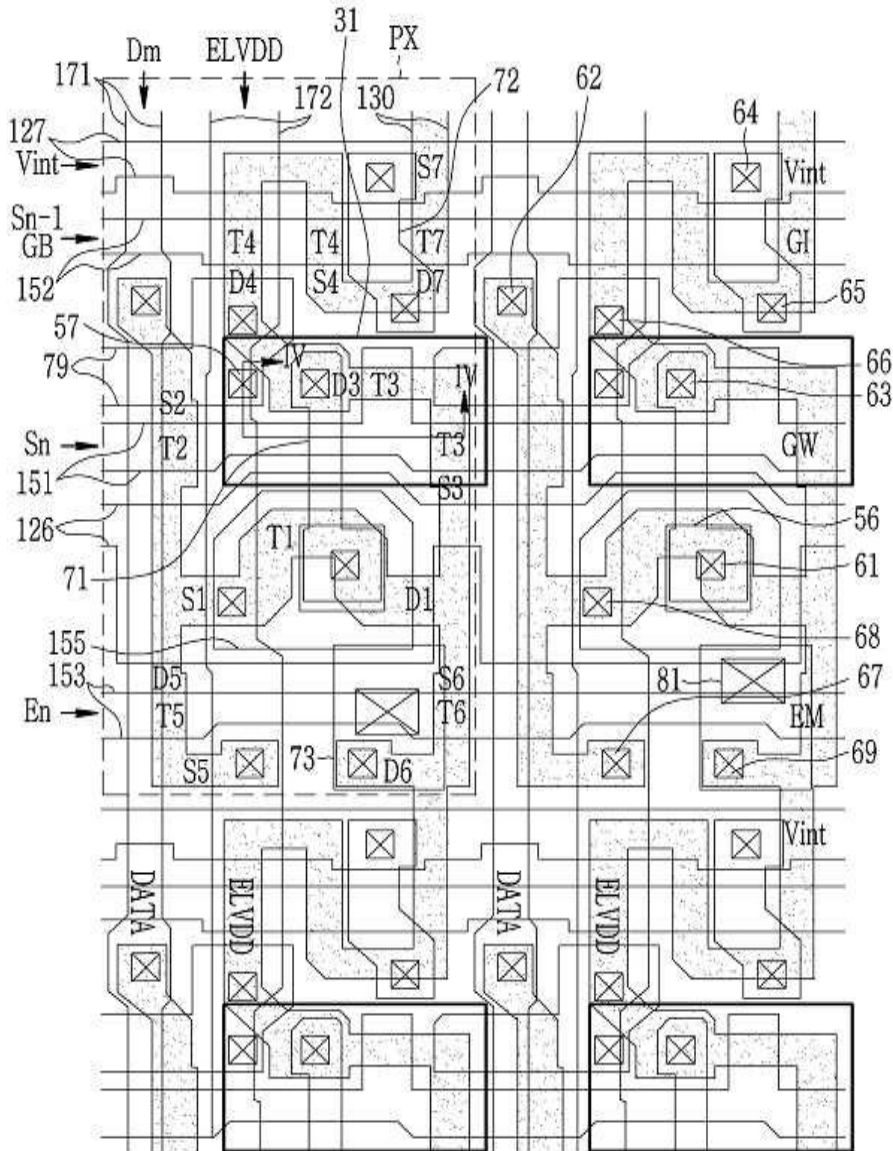 31
PX
Dm
ELVDD
62
171
172
130
72
64
127
Vint
S7
Vint
Sn-1
GB
T4
T4
T7
GI
152
D4
S4
D7
65
57
79
IV
66
D3
T3
IV
63
S2
Sn
T2
T3
GW
151
S3
126
56
T1
71
61
S1
D1
68
155
153
D5
S6
81
67
En
T5
T6
EM
S5
73
D6
69
Vint
DATA
ELVDD
DATA
ELVDD